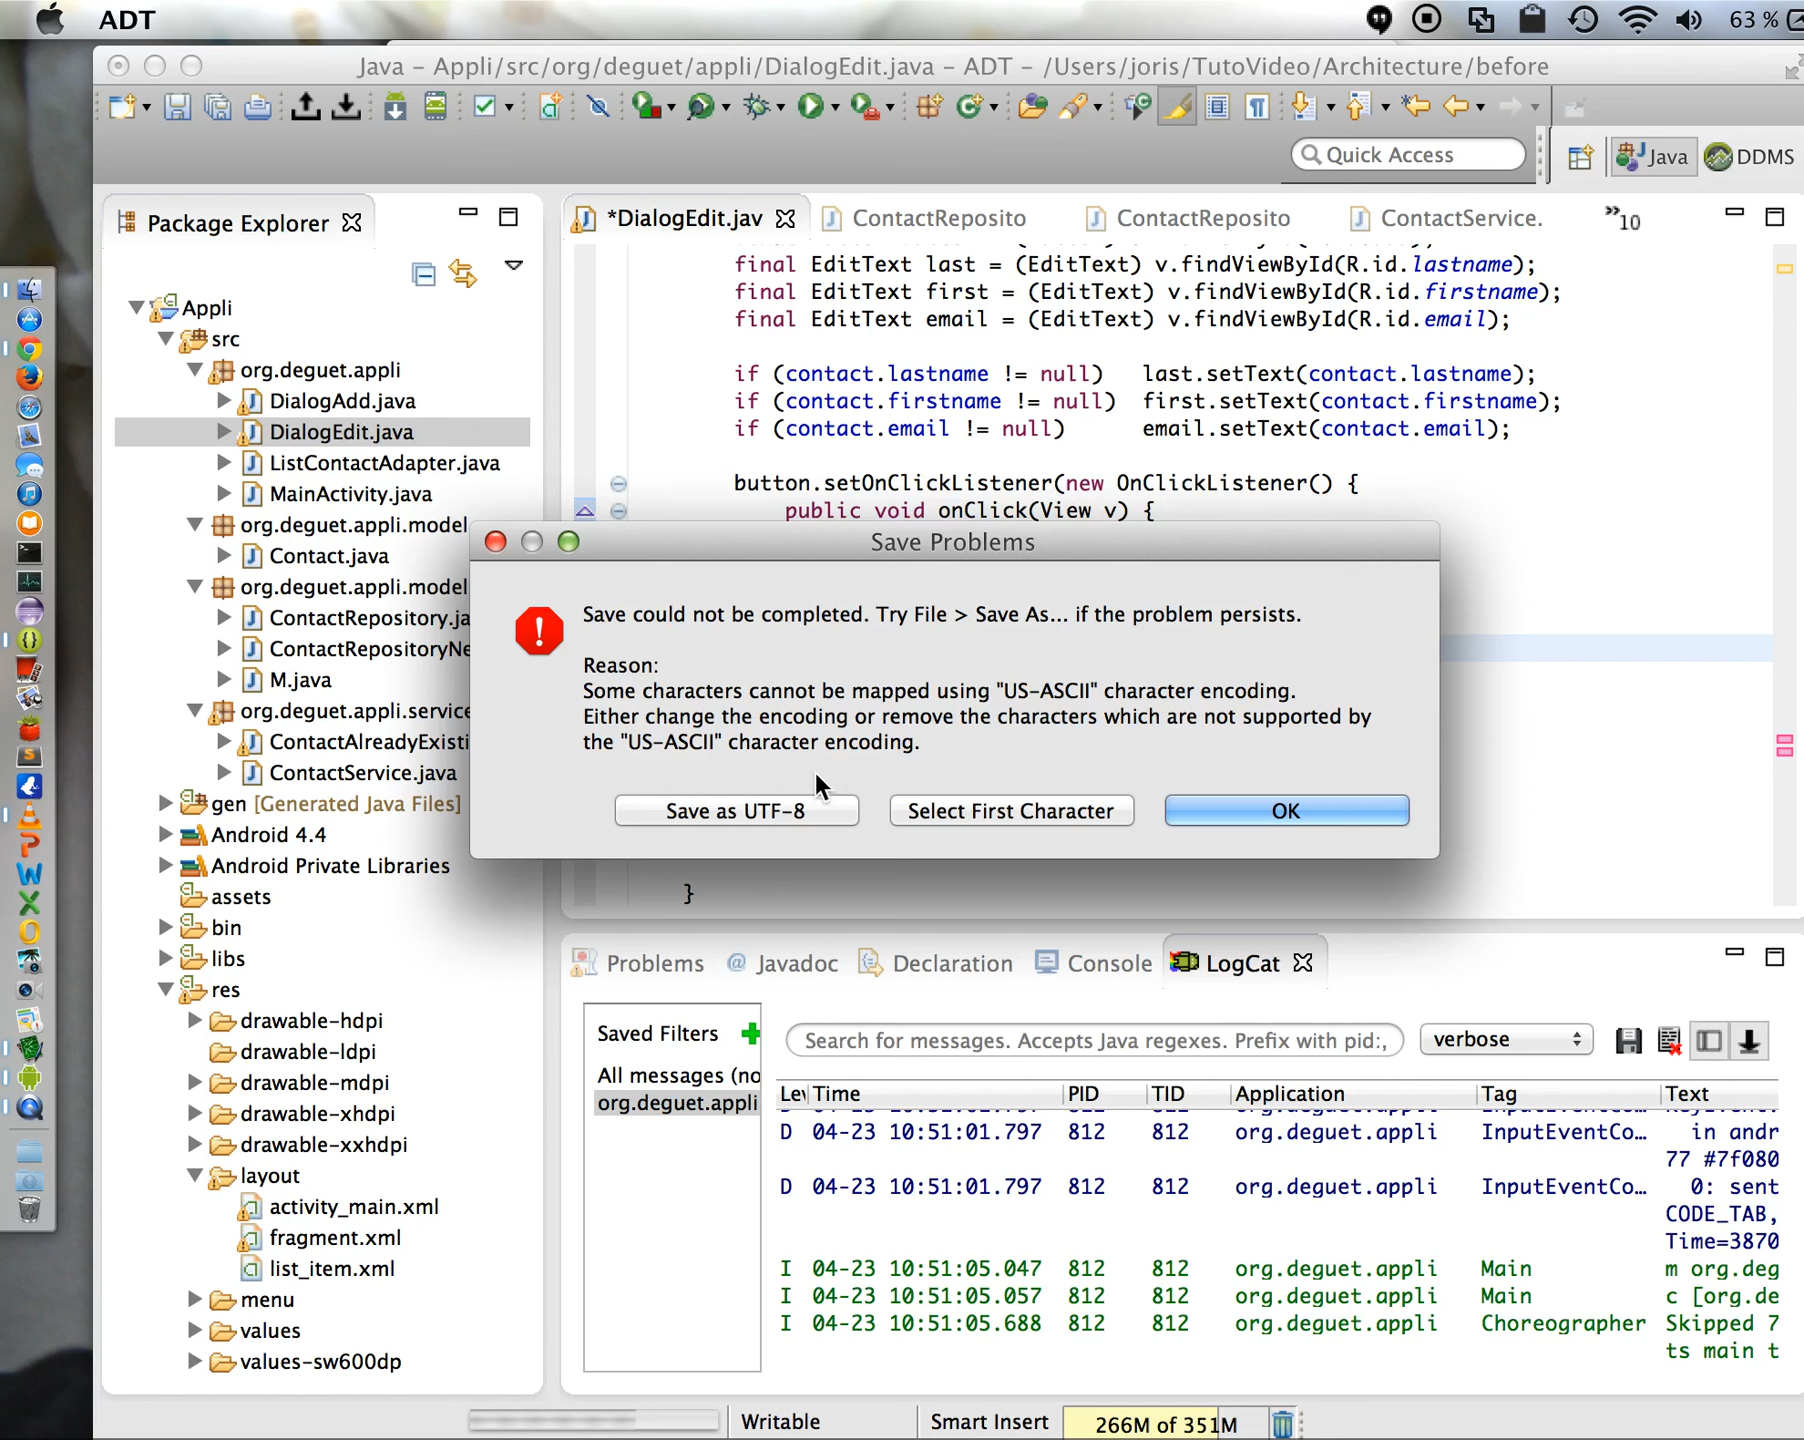 ADT
63 %
Java – Appli/src/org/deguet/appli/DialogEdit.java – ADT – /Users/joris/TutoVideo/Architecture/before
Quick Access
Java
DDMS
Package Explorer
*DialogEdit.jav
ContactReposito
ContactReposito
ContactService.
»10
Appli
src
org.deguet.appli
DialogAdd.java
DialogEdit.java
ListContactAdapter.java
MainActivity.java
org.deguet.appli.model
Contact.java
org.deguet.appli.model
ContactRepository.ja
ContactRepositoryNe
M.java
org.deguet.appli.service
ContactAlreadyExisti
ContactService.java
gen [Generated Java Files]
Android 4.4
Android Private Libraries
assets
bin
libs
res
drawable-hdpi
drawable-ldpi
drawable-mdpi
drawable-xhdpi
drawable-xxhdpi
layout
activity_main.xml
fragment.xml
list_item.xml
menu
values
values-sw600dp
final EditText last = (EditText) v.findViewById(R.id.lastname);
final EditText first = (EditText) v.findViewById(R.id.firstname);
final EditText email = (EditText) v.findViewById(R.id.email);
if (contact.lastname != null) last.setText(contact.lastname);
if (contact.firstname != null) first.setText(contact.firstname);
if (contact.email != null) email.setText(contact.email);
button.setOnClickListener(new OnClickListener() {
public void onClick(View v) {
}
Save Problems
Save could not be completed. Try File > Save As... if the problem persists.
Reason:
Some characters cannot be mapped using "US-ASCII" character encoding.
Either change the encoding or remove the characters which are not supported by
the "US-ASCII" character encoding.
Save as UTF-8
Select First Character
OK
Problems
@ Javadoc
Declaration
Console
LogCat
Saved Filters
All messages (no
org.deguet.appli
Search for messages. Accepts Java regexes. Prefix with pid:,
verbose
Lev Time PID TID Application Tag Text
D 04-23 10:51:01.797 812 812 org.deguet.appli InputEventCo… in andr
77 #7f080
D 04-23 10:51:01.797 812 812 org.deguet.appli InputEventCo… 0: sent
CODE_TAB,
Time=3870
I 04-23 10:51:05.047 812 812 org.deguet.appli Main m org.deg
I 04-23 10:51:05.057 812 812 org.deguet.appli Main c [org.de
I 04-23 10:51:05.688 812 812 org.deguet.appli Choreographer Skipped 7
ts main t
Writable
Smart Insert
266M of 351M